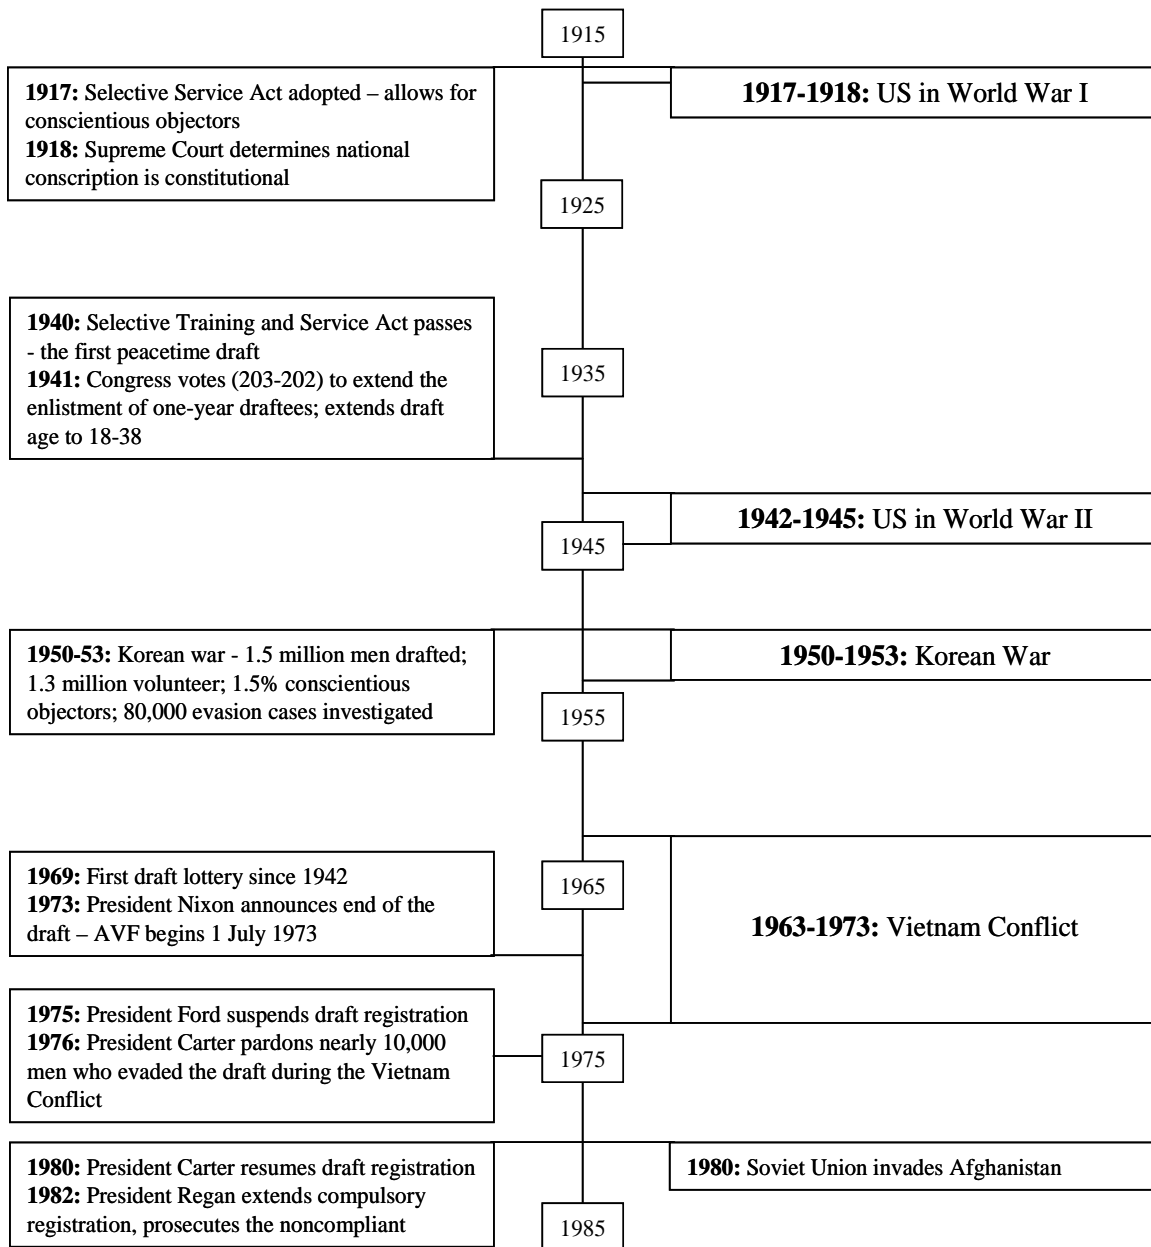 1915
1917: Selective Service Act adopted – allows for
conscientious objectors
1918: Supreme Court determines national
conscription is constitutional
1917-1918: US in World War I
1925
1940: Selective Training and Service Act passes
- the first peacetime draft
1941: Congress votes (203-202) to extend the
enlistment of one-year draftees; extends draft
age to 18-38
1935
1942-1945: US in World War II
1945
1950-53: Korean war - 1.5 million men drafted;
1.3 million volunteer; 1.5% conscientious
objectors; 80,000 evasion cases investigated
1950-1953: Korean War
1955
1969: First draft lottery since 1942
1973: President Nixon announces end of the
draft – AVF begins 1 July 1973
1965
1963-1973: Vietnam Conflict
1975: President Ford suspends draft registration
1976: President Carter pardons nearly 10,000
men who evaded the draft during the Vietnam
Conflict
1975
1980: President Carter resumes draft registration
1982: President Regan extends compulsory
registration, prosecutes the noncompliant
1980: Soviet Union invades Afghanistan
1985